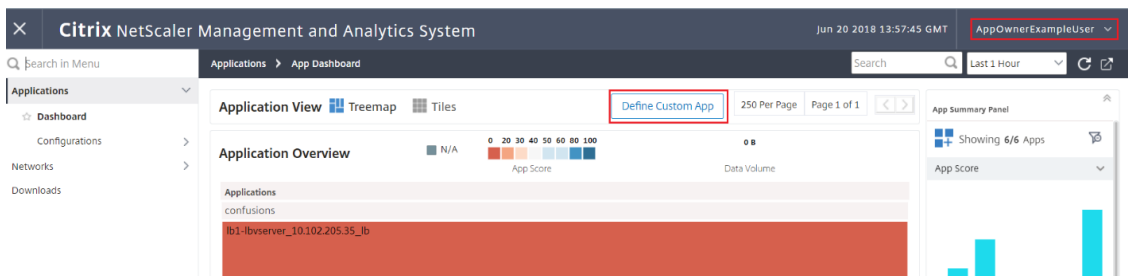 Citrix NetScaler Management and Analytics System
Jun 20 2018 13:57:45 GMT
AppOwnerExampleUser
Search in Menu
Applications > App Dashboard
Search
Last 1 Hour
Applications
Dashboard
Configurations
Networks
Downloads
Application View Treemap Tiles
Define Custom App
250 Per Page
Page 1 of 1
Application Overview
N/A
0 20 30 40 50 60 80 100
App Score
0 B
Data Volume
Applications
confusions
lb1-lbvserver_10.102.205.35_lb
App Summary Panel
Showing 6/6 Apps
App Score